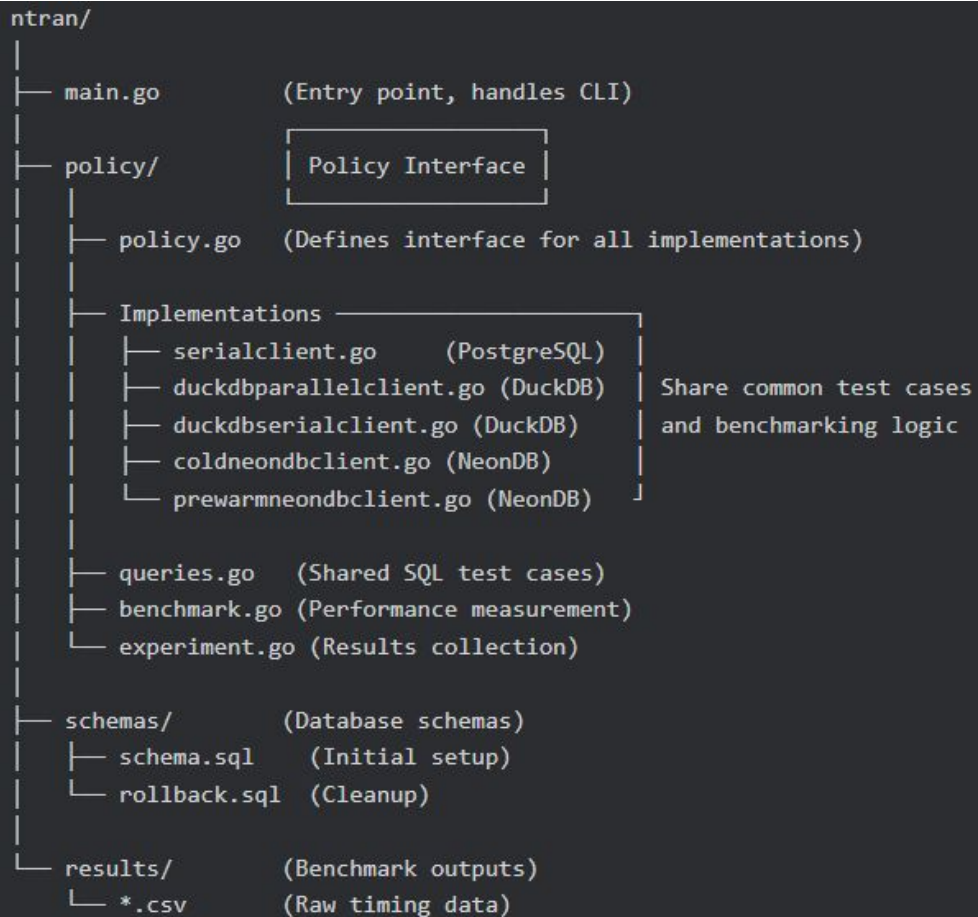 ntran/
main.go (Entry point, handles CLI)
policy/ Policy Interface
policy.go (Defines interface for all implementations)
Implementations
serialclient.go (PostgreSQL)
duckdbparallelclient.go (DuckDB) Share common test cases
duckdbserialclient.go (DuckDB) and benchmarking logic
coldneondbclient.go (NeonDB)
prewarmneondbclient.go (NeonDB)
queries.go (Shared SQL test cases)
benchmark.go (Performance measurement)
experiment.go (Results collection)
schemas/ (Database schemas)
schema.sql (Initial setup)
rollback.sql (Cleanup)
results/ (Benchmark outputs)
*.csv (Raw timing data)